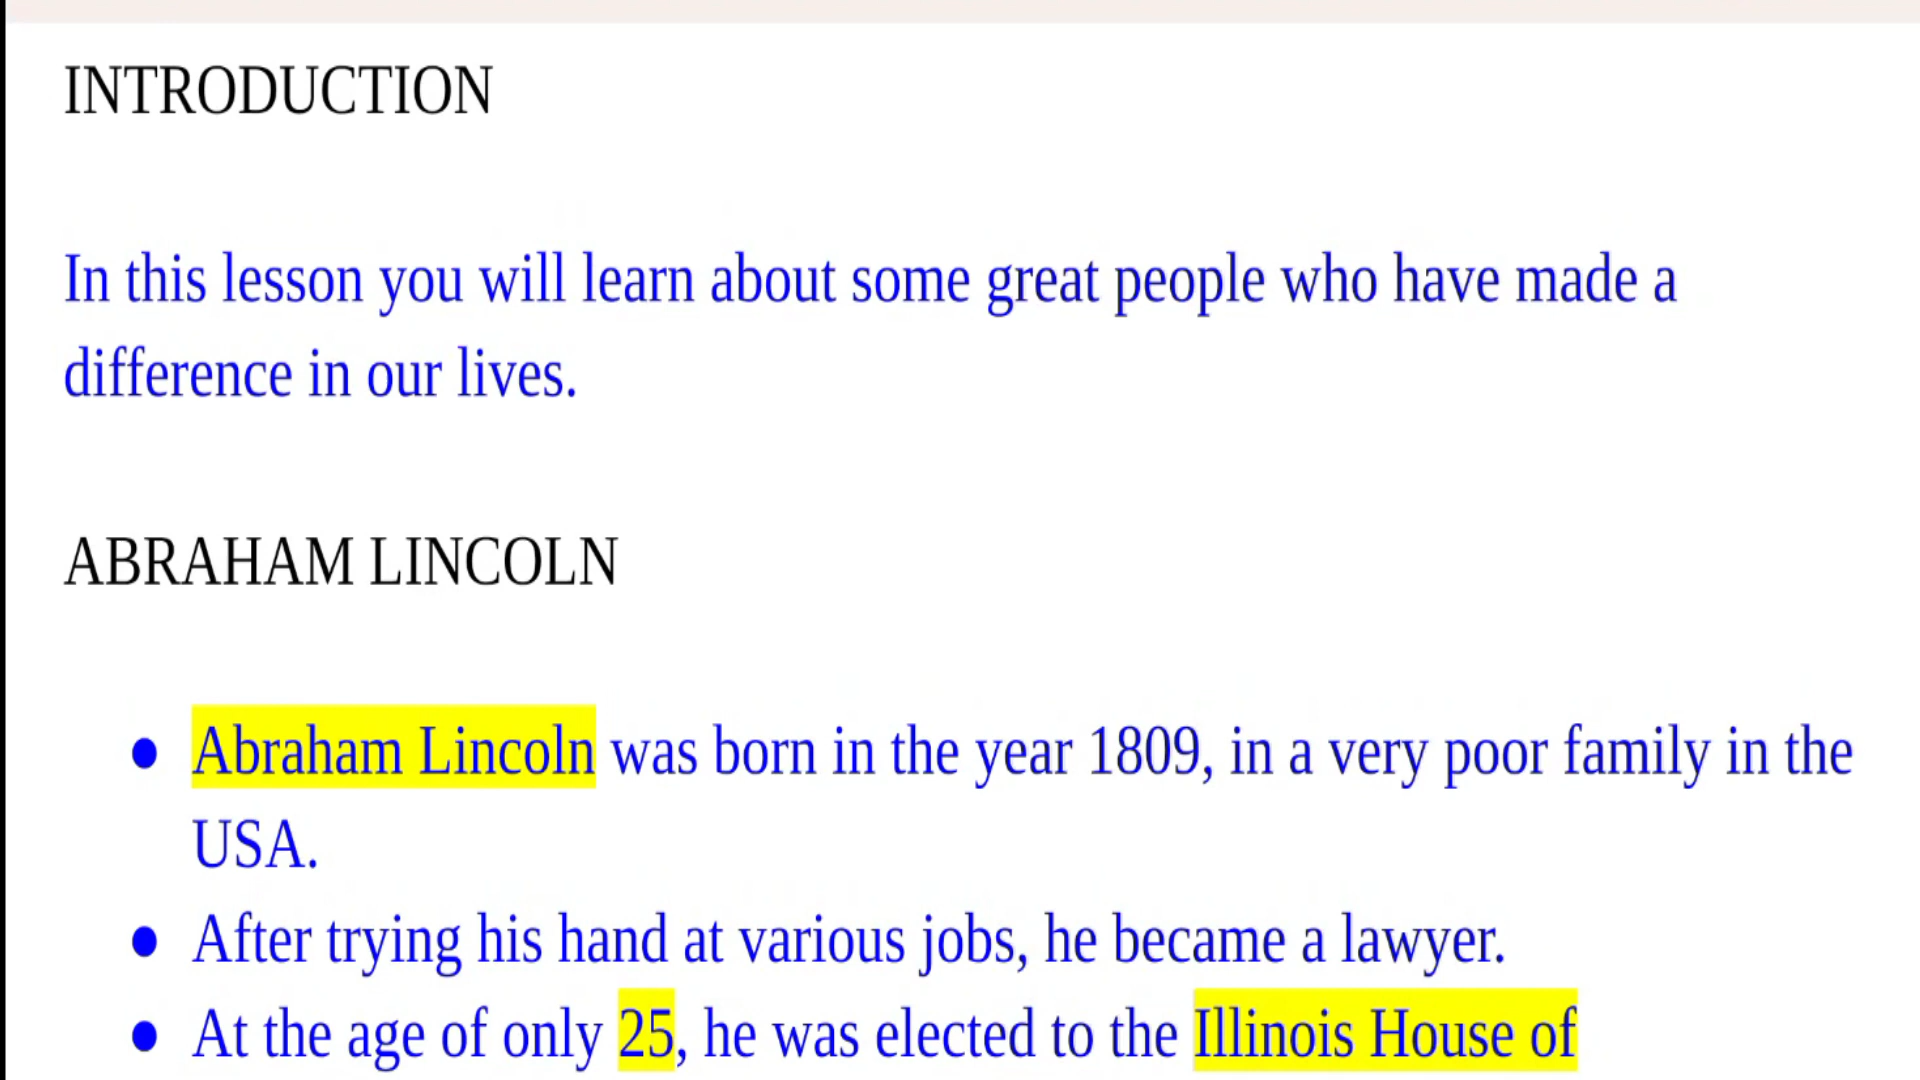 INTRODUCTION
In this lesson you will learn about some great people who have made a
difference in our lives.
ABRAHAM LINCOLN
● Abraham Lincoln was born in the year 1809, in a very poor family in the
USA.
● After trying his hand at various jobs, he became a lawyer.
● At the age of only 25, he was elected to the Illinois House of